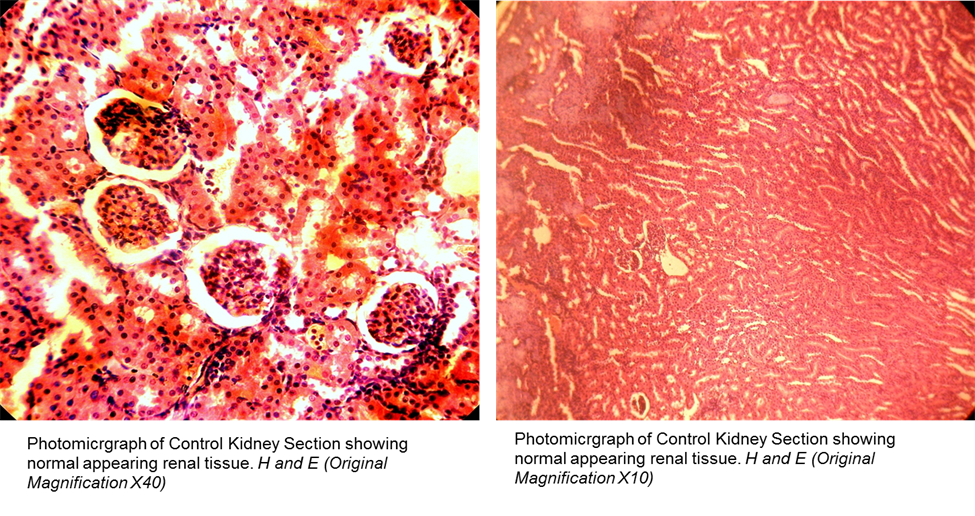 Photomicrgraph of Control Kidney Section showing
normal appearing renal tissue. H and E (Original
Magnification X40)
Photomicrgraph of Control Kidney Section showing
normal appearing renal tissue. H and E (Original
Magnification X10)